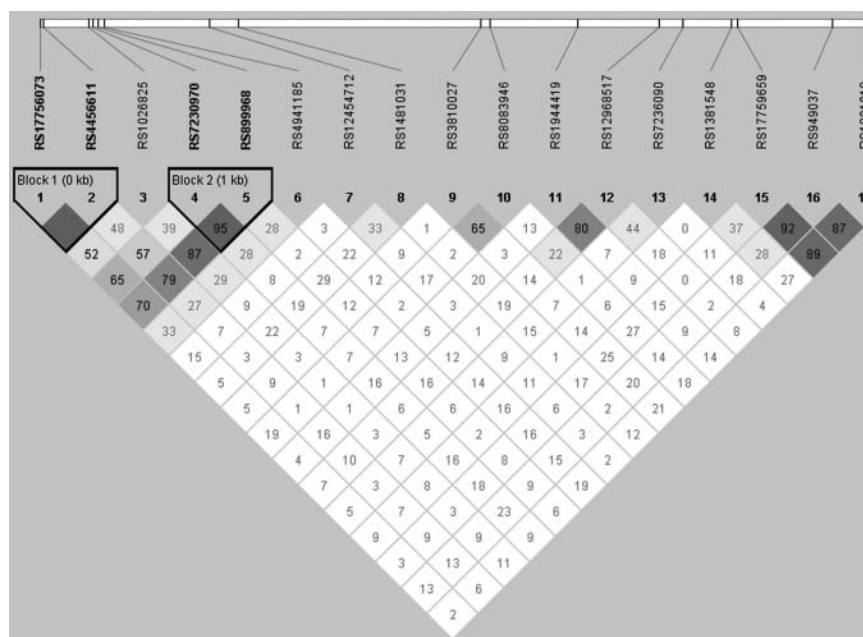 RS17756073
RS4456611
RS1026825
RS7230970
RS899968
RS4941185
RS12454712
RS1481031
RS3810027
RS8083946
RS1944419
RS12968517
RS7236090
RS1381548
RS17759659
RS949037
Block 1 (0 kb) Block 2 (1 kb)
1 2 3 4 5 6 7 8 9 10 11 12 13 14 15 16 1
48 39 95 28 3 33 1 65 13 80 44 0 37 92 87
52 57 87 28 2 22 9 2 3 22 7 18 11 28 89
65 79 29 8 29 12 17 20 14 1 9 0 18 27
70 27 9 19 12 2 3 19 7 6 15 2 4
33 7 22 7 7 5 1 15 14 27 9 8
15 3 3 7 13 12 9 1 25 14 14
5 9 1 16 16 14 11 17 20 18
5 1 1 6 6 16 6 2 21
19 16 3 5 2 16 3 12
4 10 7 16 8 15 2
7 3 8 18 9 19
5 7 3 23 6
9 9 9 9
3 13 11
13 6
2